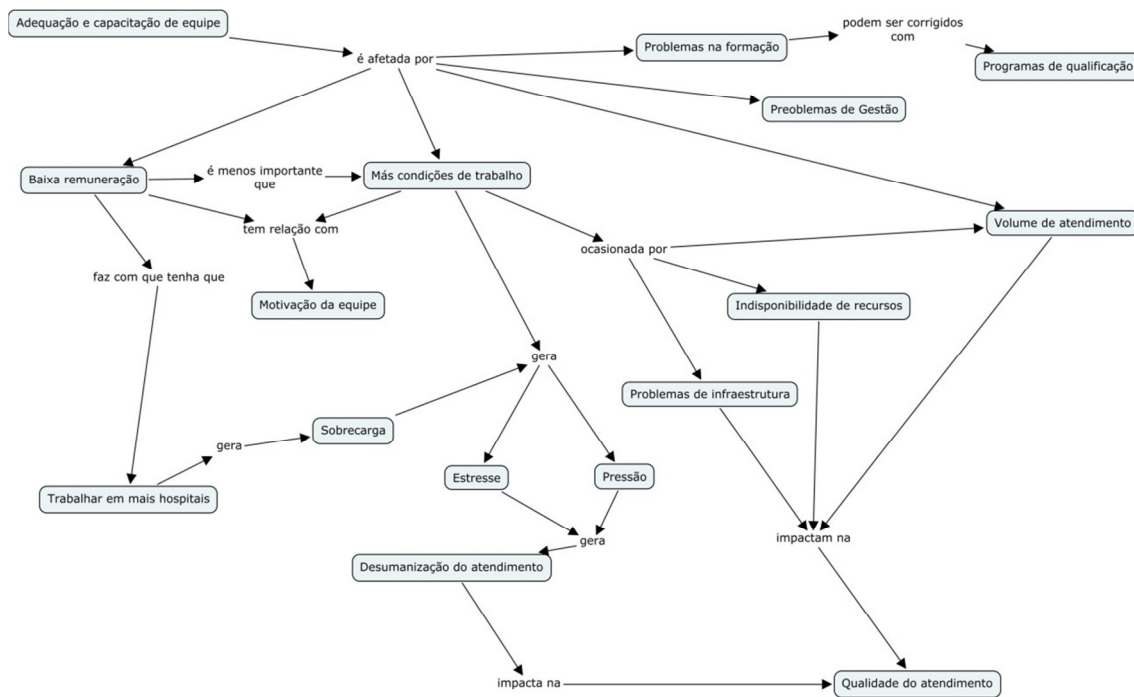 Adequação e capacitação de equipe
podem ser corrigidos
com
Problemas na formação
é afetada por
Programas de qualificação
Preoblemas de Gestão
Baixa remuneração
é menos importante
que
Más condições de trabalho
tem relação com
Volume de atendimento
ocasionada por
faz com que tenha que
Motivação da equipe
Indisponibilidade de recursos
gera
Problemas de infraestrutura
Sobrecarga
gera
Estresse
Pressão
Trabalhar em mais hospitais
gera
impactam na
Desumanização do atendimento
impacta na
Qualidade do atendimento